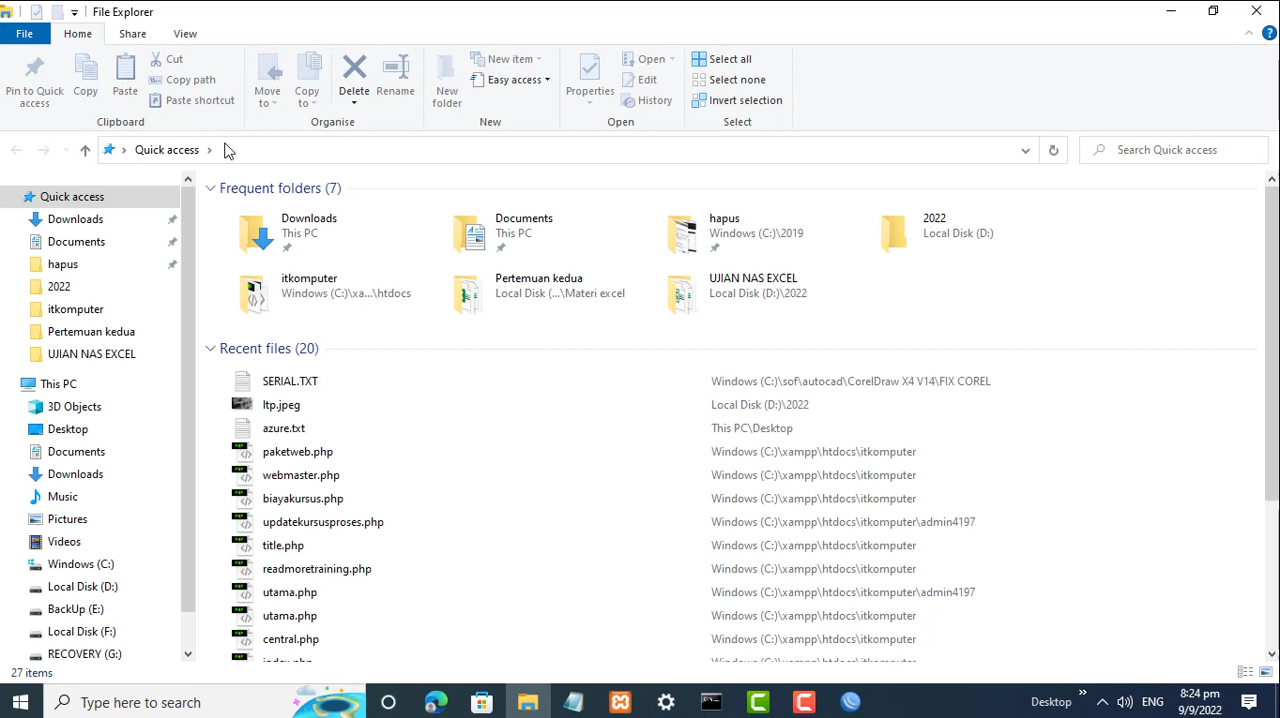 File Explorer
File Home Share View
Pin to Quick access
Copy
Paste
Cut
Copy path
Paste shortcut
Clipboard
Move to
Copy to
Delete
Rename
Organise
New folder
New item
Easy access
New
Properties
Open
Edit
History
Open
Select all
Select none
Invert selection
Select
Quick access
Search Quick access
Quick access
Downloads
Documents
hapus
2022
itkomputer
Pertemuan kedua
UJIAN NAS EXCEL
This PC
3D Objects
Desktop
Documents
Downloads
Music
Pictures
Videos
Windows (C:)
Local Disk (D:)
BackUp (E:)
Local Disk (F:)
RECOVERY (G:)
Frequent folders (7)
Downloads
This PC
Documents
This PC
hapus
Windows (C:)\2019
2022
Local Disk (D:)
itkomputer
Windows (C:)\xa...\htdocs
Pertemuan kedua
Local Disk (...\Materi excel
UJIAN NAS EXCEL
Local Disk (D:)\2022
Recent files (20)
SERIAL.TXT Windows (C:)\sof\autocad\CorelDraw X4 V14\FIX COREL
ltp.jpeg Local Disk (D:)\2022
azure.txt This PC\Desktop
paketweb.php Windows (C:)\xampp\htdocs\itkomputer
webmaster.php Windows (C:)\xampp\htdocs\itkomputer
biayakursus.php Windows (C:)\xampp\htdocs\itkomputer
updatekursusproses.php Windows (C:)\xampp\htdocs\itkomputer\admin4197
title.php Windows (C:)\xampp\htdocs\itkomputer
readmoretraining.php Windows (C:)\xampp\htdocs\itkomputer
utama.php Windows (C:)\xampp\htdocs\itkomputer\admin4197
utama.php Windows (C:)\xampp\htdocs\itkomputer
central.php Windows (C:)\xampp\htdocs\itkomputer
27 items
Type here to search
Desktop
ENG
8:24 pm
9/9/2022